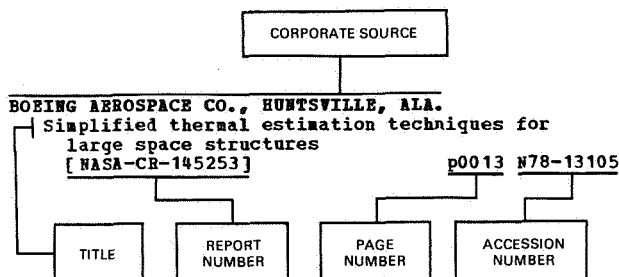 CORPORATE SOURCE
BOEING AEROSPACE CO., HUNTSVILLE, ALA.
Simplified thermal estimation techniques for
large space structures
[NASA-CR-145253] p0013 N78-13105
TITLE
REPORT NUMBER
PAGE NUMBER
ACCESSION NUMBER